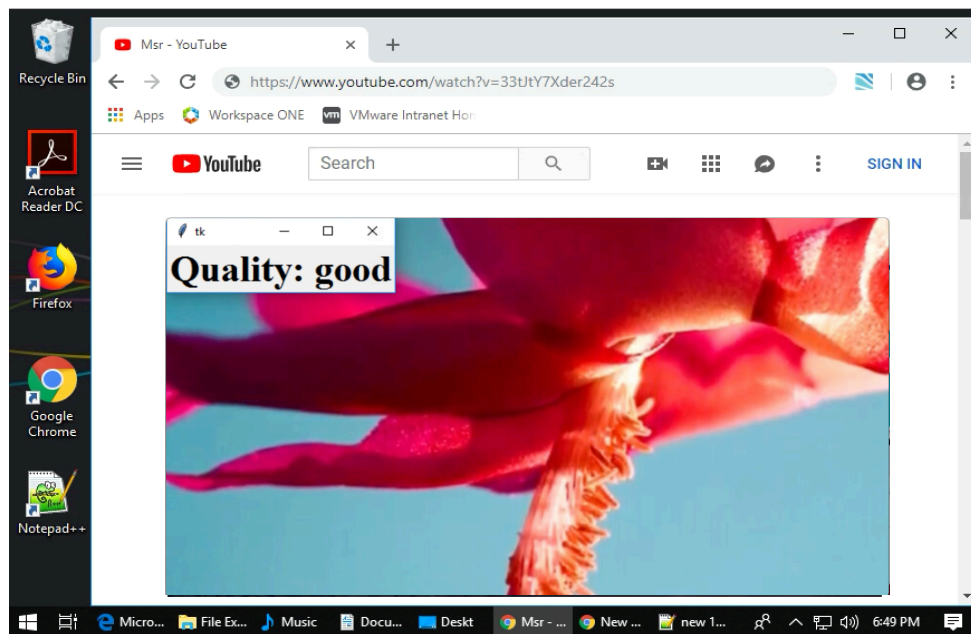 Recycle Bin
Acrobat
Reader DC
Firefox
Google
Chrome
Notepad++
Msr - YouTube
https://www.youtube.com/watch?v=33tJtY7Xder242s
Apps
Workspace ONE
vm
VMware Intranet Hom
YouTube
Search
SIGN IN
tk
Quality: good
Micro...
File Ex...
Music
Docu...
Deskt
Msr - ...
New ...
new 1...
6:49 PM